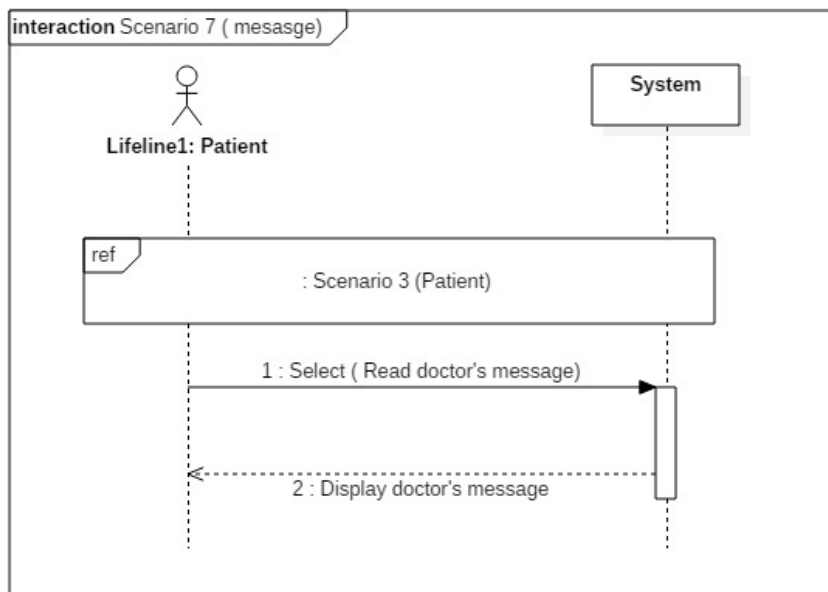 interaction Scenario 7 ( mesasge)
System
Lifeline1: Patient
ref
: Scenario 3 (Patient)
1 : Select ( Read doctor's message)
2 : Display doctor's message